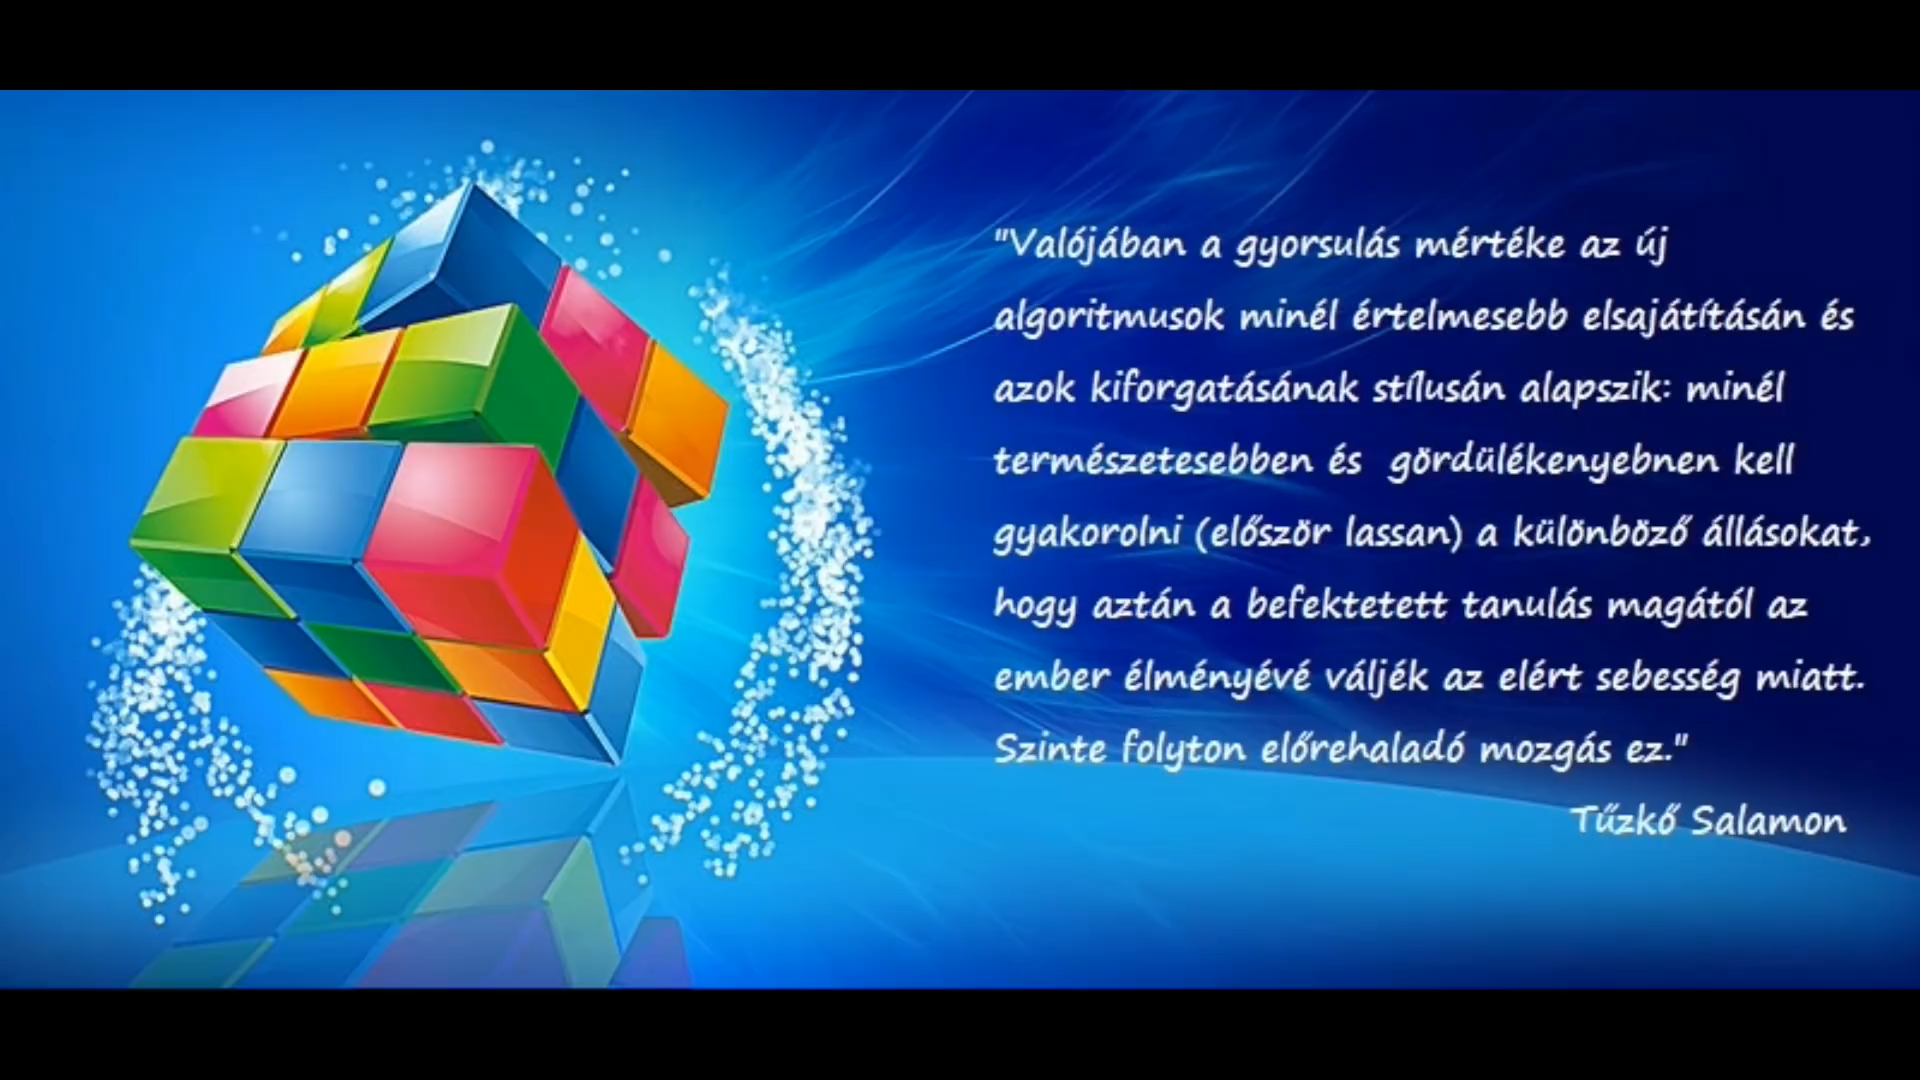 "Valójában a gyorsulás mértéke az új
algoritmusok minél értelmesebb elsajátításán és
azok kiforgatásának stílusán alapszik: minél
természetesebben és  gördülékenyebnen kell
gyakorolni (először lassan) a különböző állásokat,
hogy aztán a befektetett tanulás magától az
ember élményévé váljék az elért sebesség miatt.
Szinte folyton előrehaladó mozgás ez."
Tűzkő Salamon